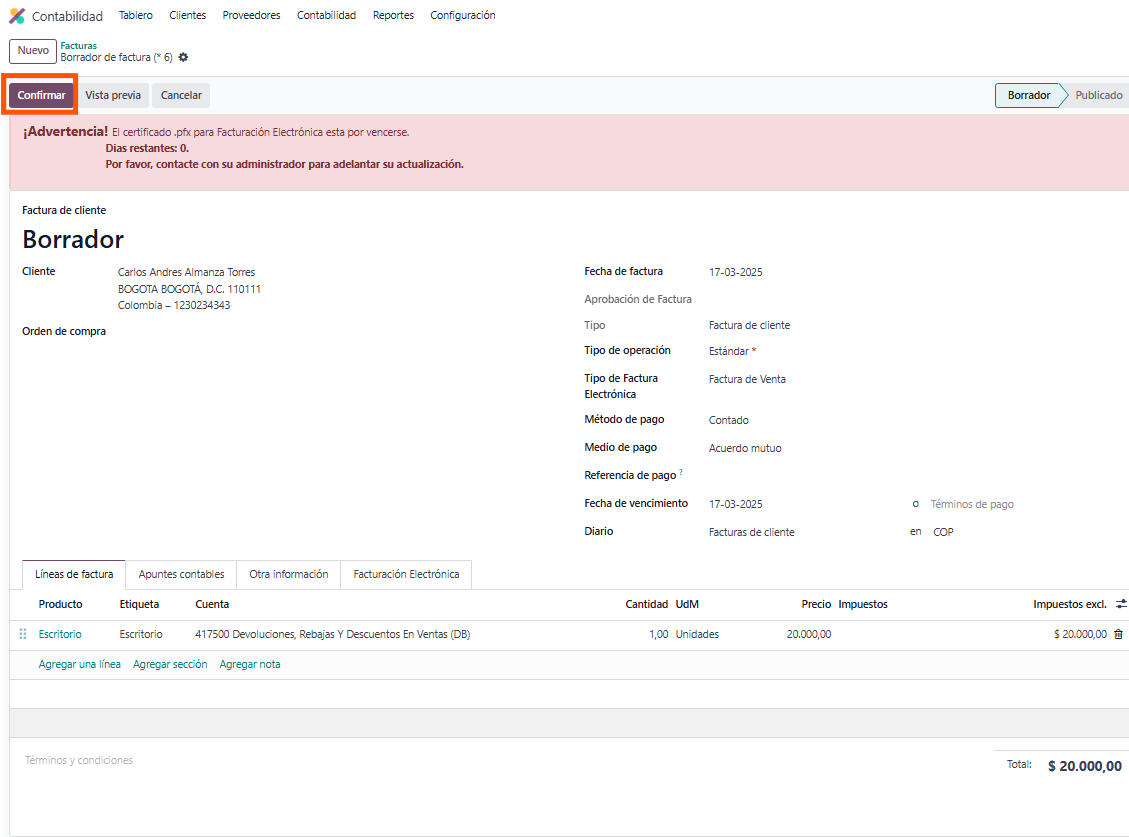 Contabilidad Tablero Clientes Proveedores Contabilidad Reportes Configuración
Nuevo
Facturas
Borrador de factura (* 6)
Confirmar Vista previa Cancelar Borrador Publicado
¡Advertencia! El certificado .pfx para Facturación Electrónica esta por vencerse.
Dias restantes: 0.
Por favor, contacte con su administrador para adelantar su actualización.
Factura de cliente
Borrador
Cliente Carlos Andres Almanza Torres
BOGOTA BOGOTÁ, D.C. 110111
Colombia – 1230234343
Orden de compra
Fecha de factura 17-03-2025
Aprobación de Factura
Tipo Factura de cliente
Tipo de operación Estándar *
Tipo de Factura
Electrónica
Factura de Venta
Método de pago Contado
Medio de pago Acuerdo mutuo
Referencia de pago ?
Fecha de vencimiento 17-03-2025 o Términos de pago
Diario Facturas de cliente en COP
Líneas de factura Apuntes contables Otra información Facturación Electrónica
Producto Etiqueta Cuenta Cantidad UdM Precio Impuestos Impuestos excl.
Escritorio Escritorio 417500 Devoluciones, Rebajas Y Descuentos En Ventas (DB) 1,00 Unidades 20.000,00 $ 20.000,00
Agregar una línea Agregar sección Agregar nota
Términos y condiciones
Total: $ 20.000,00